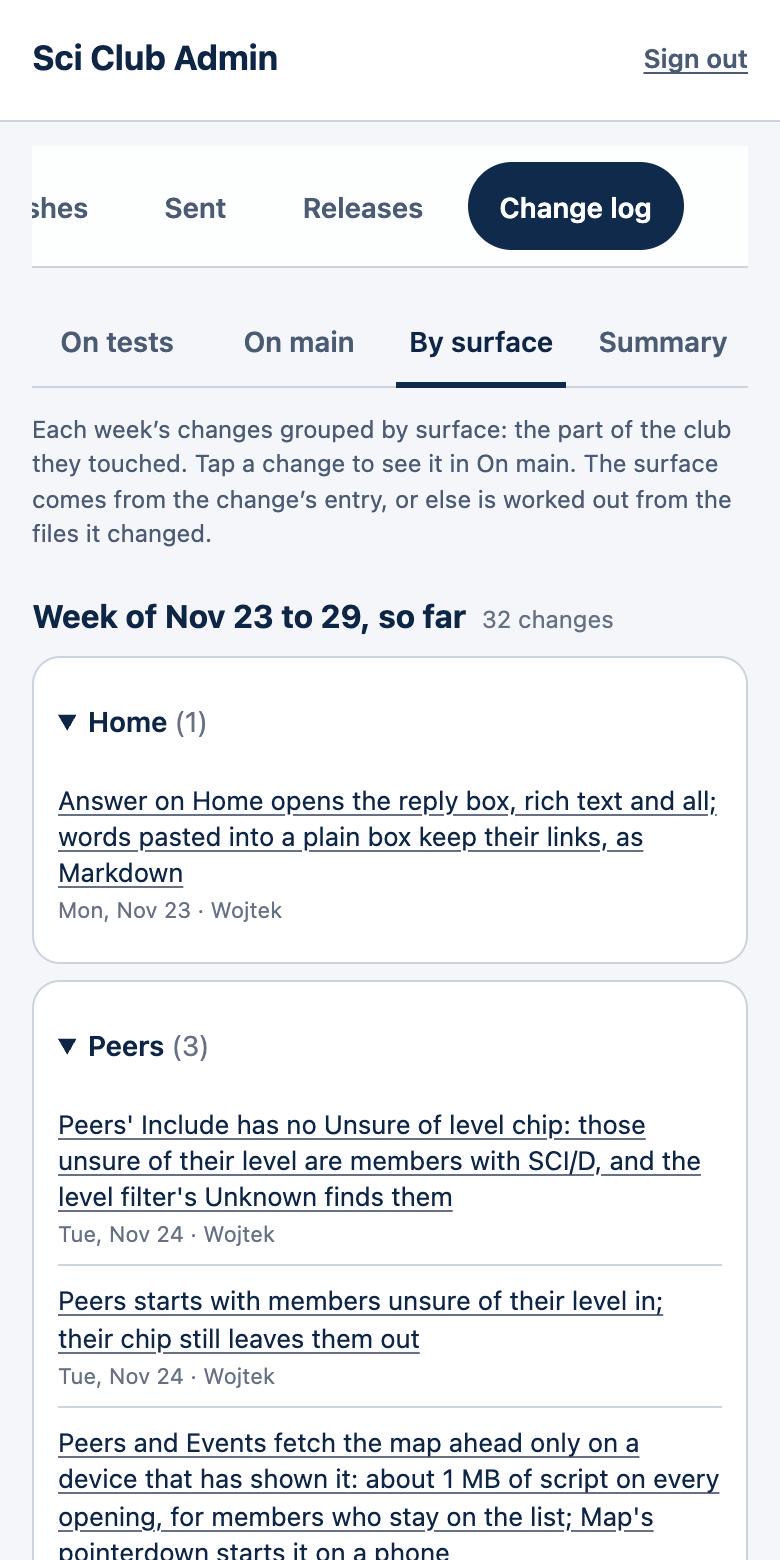 Sci Club Admin
Sign out
shes
Sent
Releases
Change log
On tests
On main
By surface
Summary
Each week’s changes grouped by surface: the part of the club
they touched. Tap a change to see it in On main. The surface
comes from the change’s entry, or else is worked out from the
files it changed.
Week of Nov 23 to 29, so far 32 changes
▼ Home (1)
Answer on Home opens the reply box, rich text and all;
words pasted into a plain box keep their links, as
Markdown
Mon, Nov 23 · Wojtek
▼ Peers (3)
Peers' Include has no Unsure of level chip: those
unsure of their level are members with SCI/D, and the
level filter's Unknown finds them
Tue, Nov 24 · Wojtek
Peers starts with members unsure of their level in;
their chip still leaves them out
Tue, Nov 24 · Wojtek
Peers and Events fetch the map ahead only on a
device that has shown it: about 1 MB of script on every
opening, for members who stay on the list; Map's
pointerdown starts it on a phone